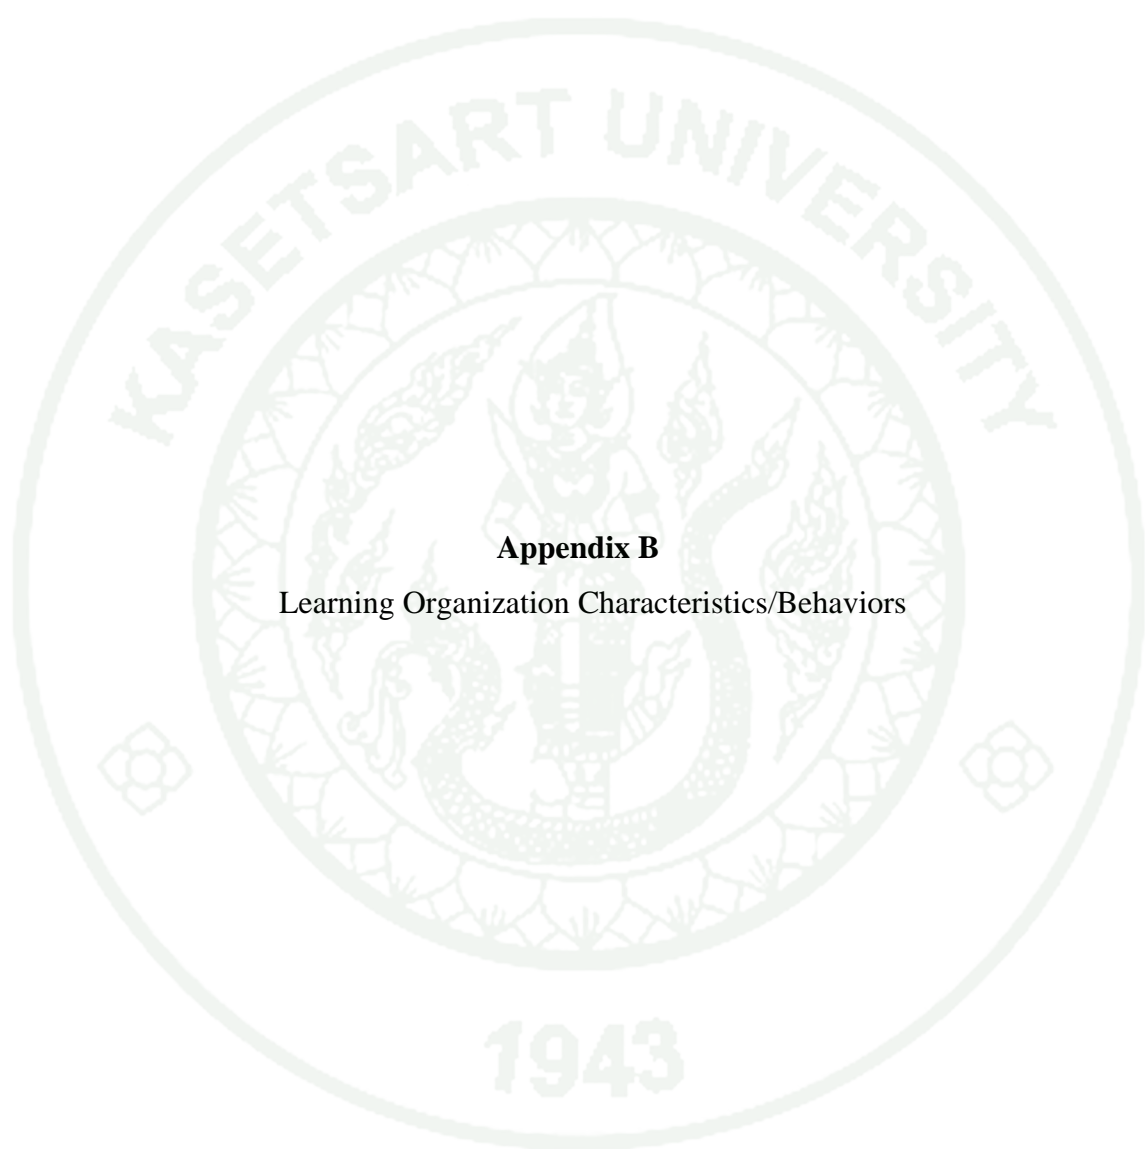 KASETSART UNIVERSITY
Appendix B
Learning Organization Characteristics/Behaviors
1943